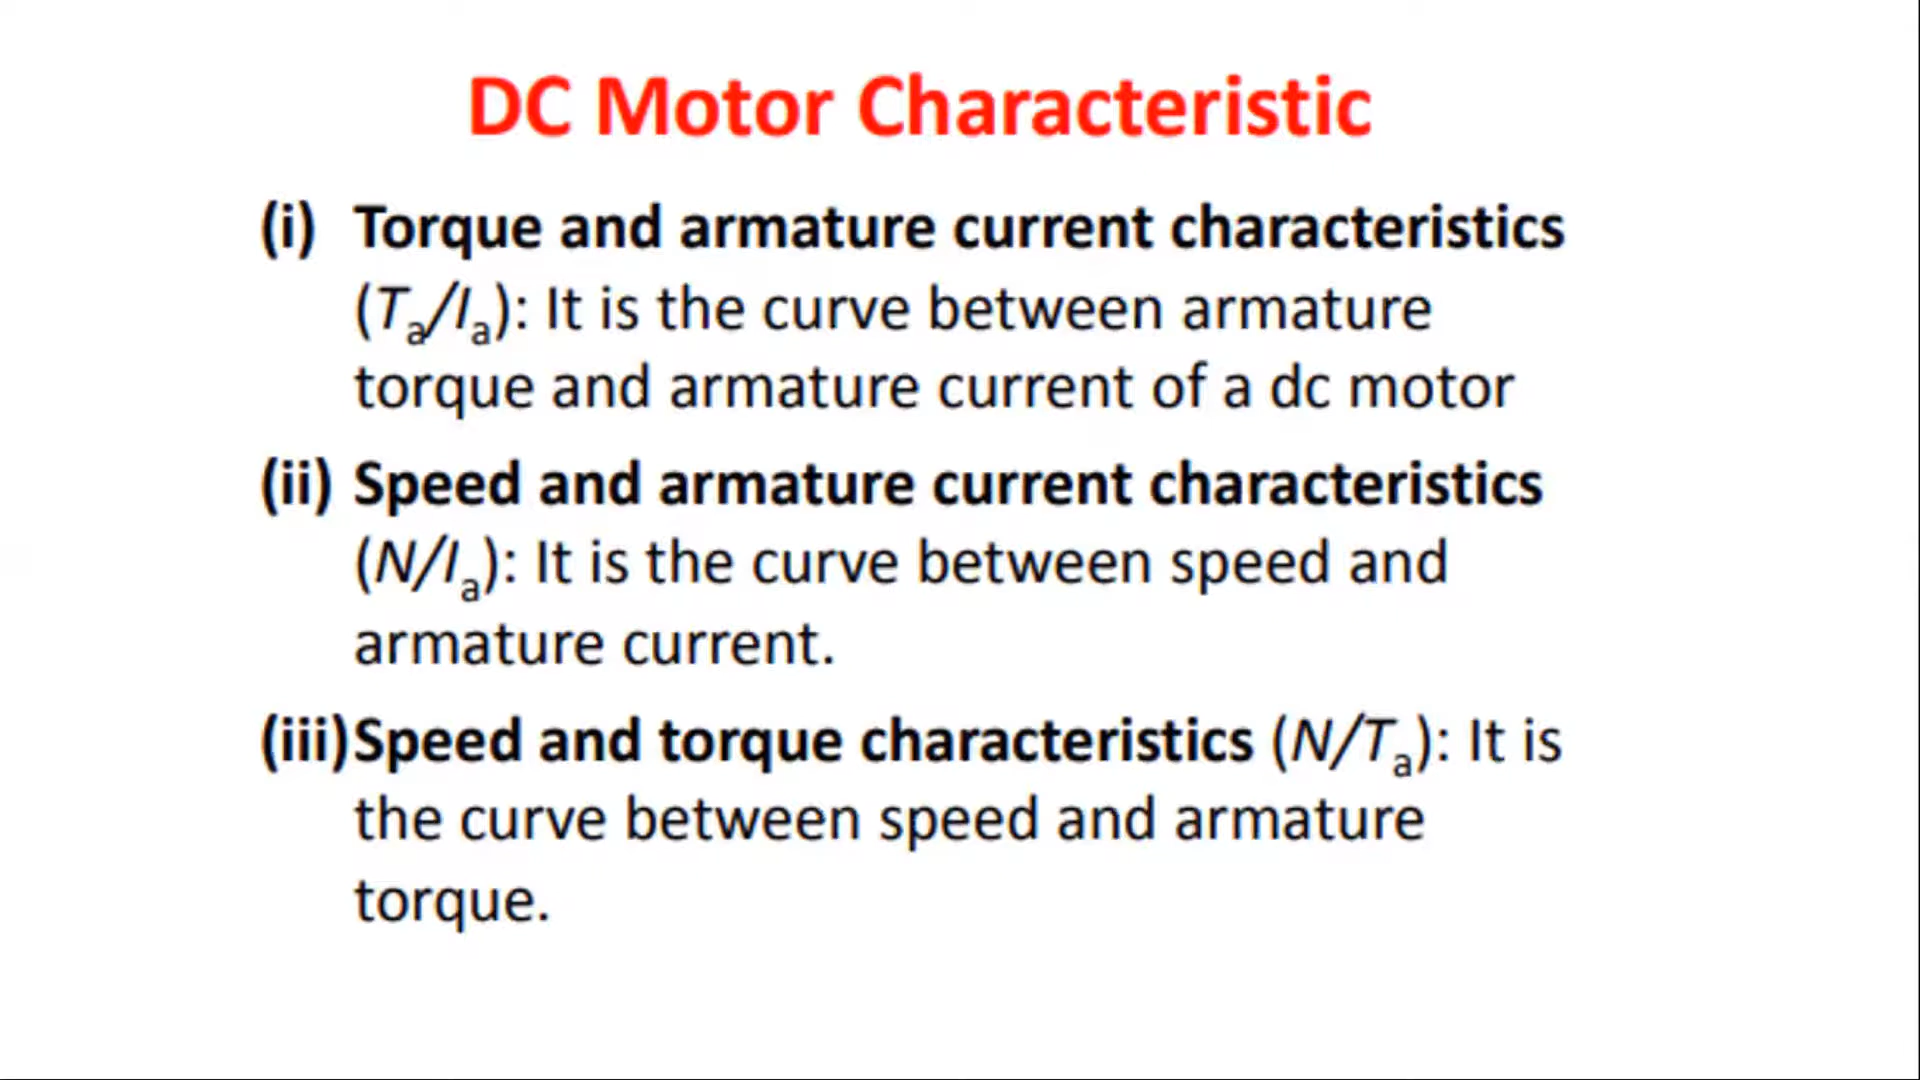 DC Motor Characteristic
(i) Torque and armature current characteristics
(Ta/Ia): It is the curve between armature
torque and armature current of a dc motor
(ii) Speed and armature current characteristics
(N/Ia): It is the curve between speed and
armature current.
(iii) Speed and torque characteristics (N/Ta): It is
the curve between speed and armature
torque.